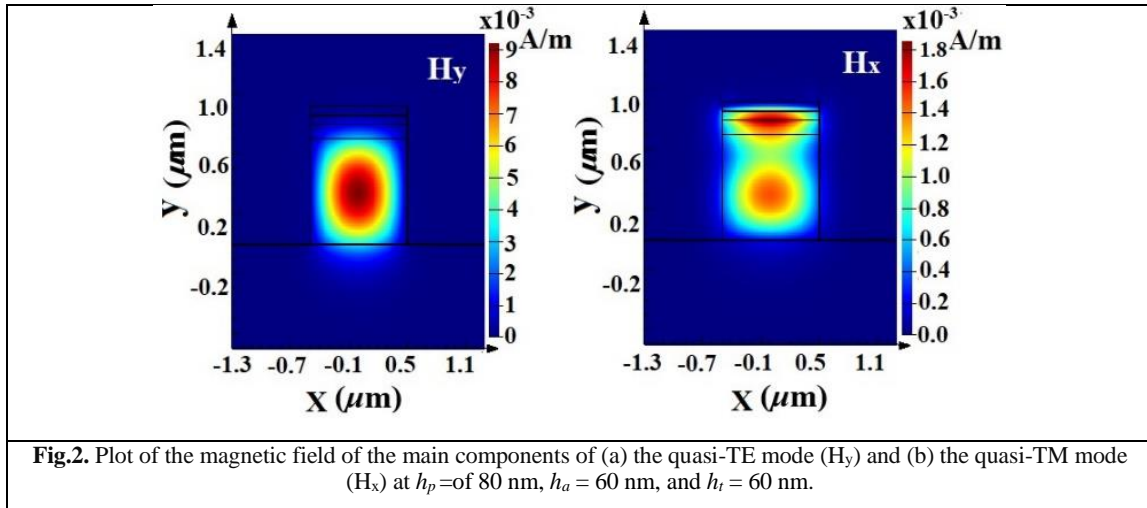 x10-3
A/m
Hy
1.4
1.0
0.6
0.2
-0.2
y (μm)
9
8
7
6
5
4
3
2
1
0
-1.3 -0.7 -0.1 0.5 1.1
X (μm)
x10-3
A/m
Hx
1.4
1.0
0.6
0.2
-0.2
y (μm)
1.8
1.6
1.4
1.2
1.0
0.8
0.6
0.4
0.2
0.0
-1.3 -0.7 -0.1 0.5 1.1
X (μm)
Fig.2. Plot of the magnetic field of the main components of (a) the quasi-TE mode (Hy) and (b) the quasi-TM mode
(Hx) at hp =of 80 nm, ha = 60 nm, and ht = 60 nm.